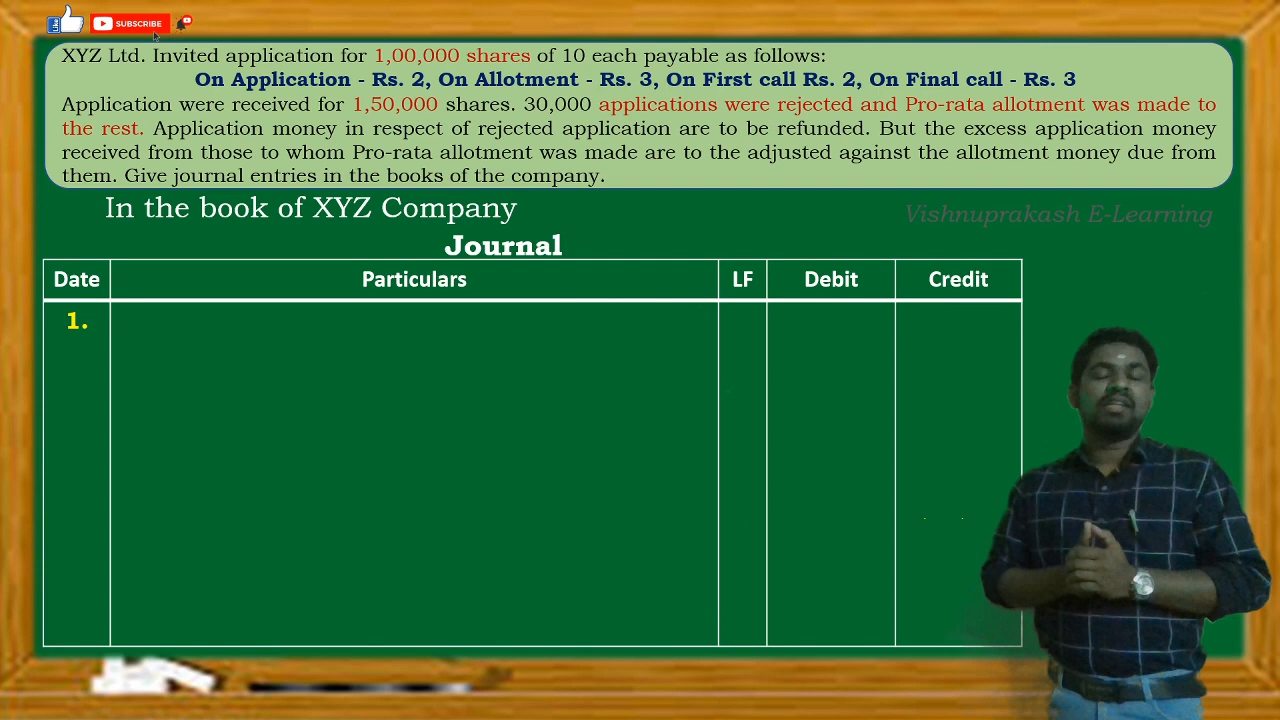 Like SUBSCRIBE
XYZ Ltd. Invited application for 1,00,000 shares of 10 each payable as follows:
On Application - Rs. 2, On Allotment - Rs. 3, On First call Rs. 2, On Final call - Rs. 3
Application were received for 1,50,000 shares. 30,000 applications were rejected and Pro-rata allotment was made to
the rest. Application money in respect of rejected application are to be refunded. But the excess application money
received from those to whom Pro-rata allotment was made are to the adjusted against the allotment money due from
them. Give journal entries in the books of the company.
In the book of XYZ Company
Vishnuprakash E-Learning
Journal
Date Particulars LF Debit Credit
1.